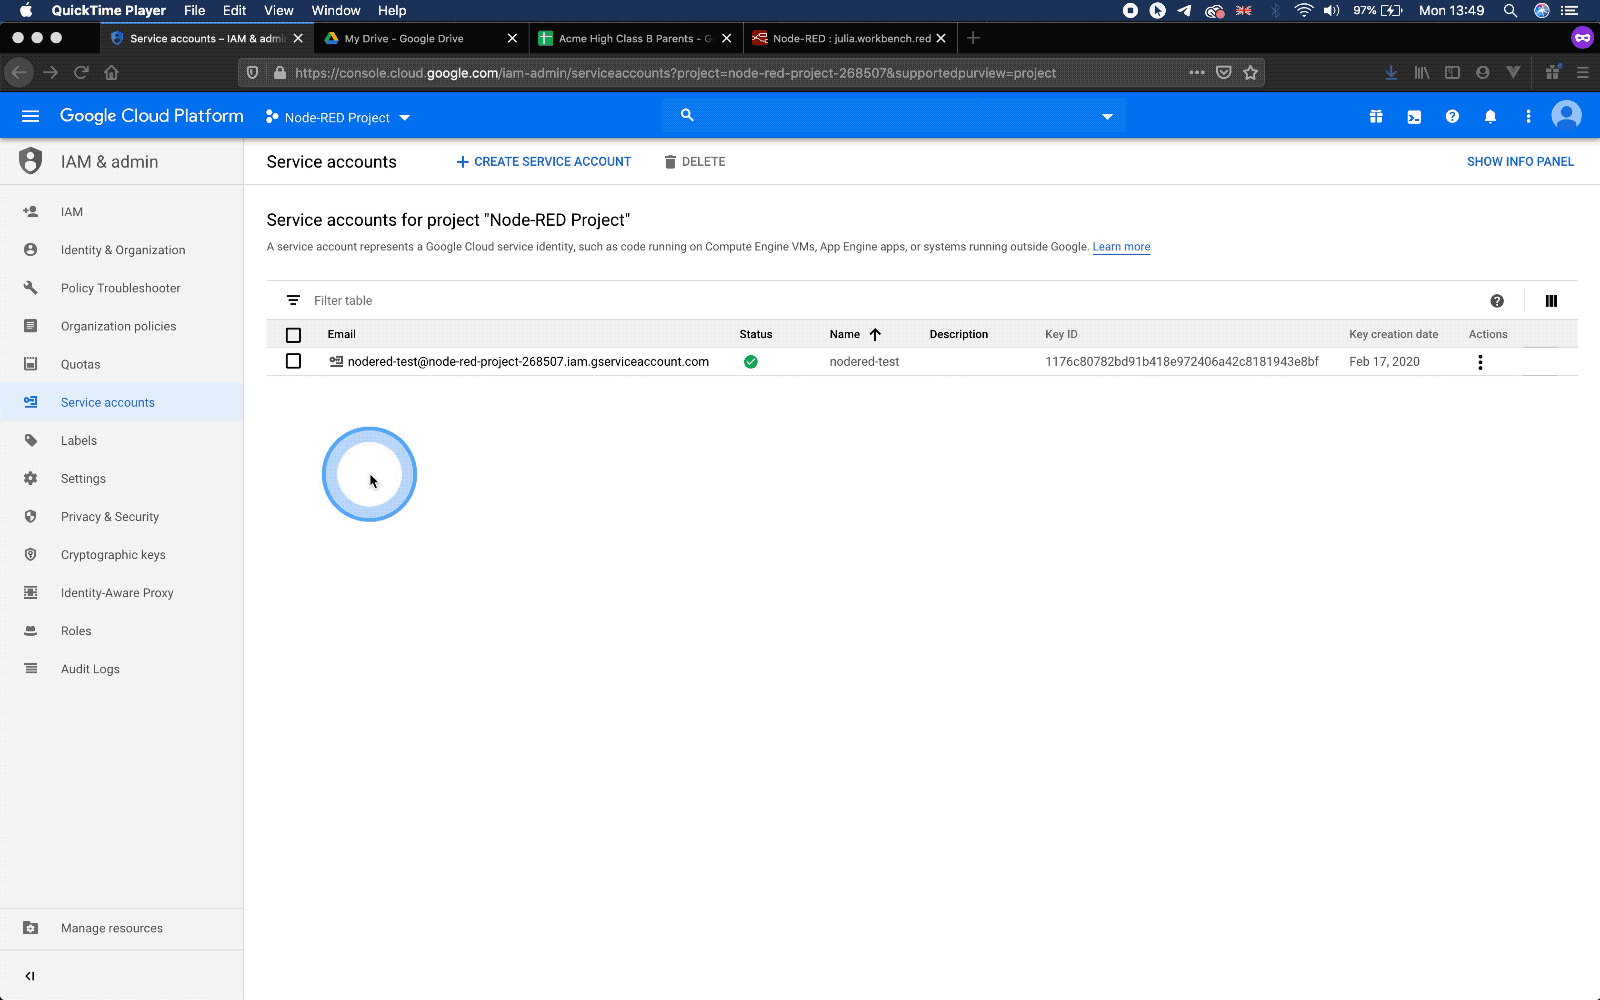 QuickTime Player File Edit View Window Help 97% Mon 13:49
Service accounts – IAM & admi
My Drive – Google Drive
Acme High Class B Parents - G
Node-RED : julia.workbench.red
https://console.cloud.google.com/iam-admin/serviceaccounts?project=node-red-project-268507&supportedpurview=project
Google Cloud Platform Node-RED Project
IAM & admin
Service accounts CREATE SERVICE ACCOUNT DELETE SHOW INFO PANEL
IAM
Identity & Organization
Policy Troubleshooter
Organization policies
Quotas
Service accounts
Labels
Settings
Privacy & Security
Cryptographic keys
Identity-Aware Proxy
Roles
Audit Logs
Manage resources
Service accounts for project "Node-RED Project"
A service account represents a Google Cloud service identity, such as code running on Compute Engine VMs, App Engine apps, or systems running outside Google. Learn more
Filter table
Email Status Name Description Key ID Key creation date Actions
nodered-test@node-red-project-268507.iam.gserviceaccount.com nodered-test 1176c80782bd91b418e972406a42c8181943e8bf Feb 17, 2020